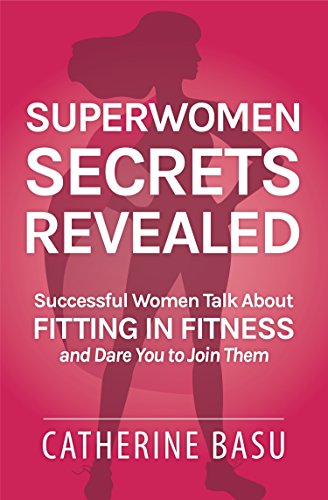 SUPERWOMEN
SECRETS
REVEALED
Successful Women Talk About
FITTING IN FITNESS
and Dare You to Join Them
CATHERINE BASU